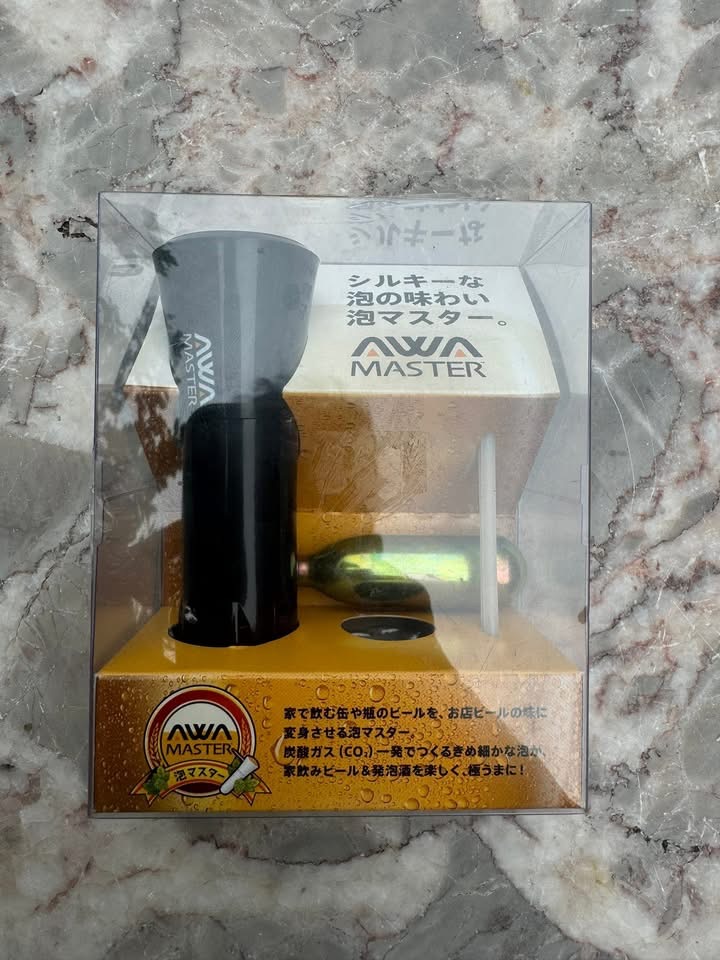 シルキーな
泡の味わい
泡マスター。
AWA
MASTER
AWA
MASTER
AWA
MASTER
泡マスター
家で飲む缶や瓶のビールを、お店ビールの味に
変身させる泡マスター。
炭酸ガス(CO₂)一発でつくるきめ細かな泡が、
家飲みビール&発泡酒を楽しく、極うまに!